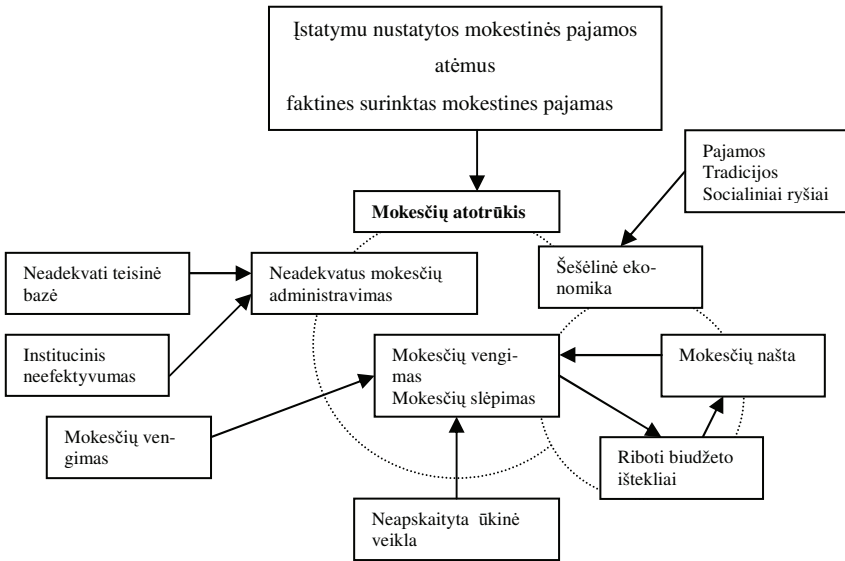 Įstatymu nustatytos mokestinės pajamos
atėmus
faktines surinktas mokestines pajamas
Pajamos
Tradicijos
Socialiniai ryšiai
Mokesčių atotrūkis
Neadekvati teisinė
bazė
Neadekvatus mokesčių
administravimas
Šešėlinė eko-
nomika
Institucinis
neefektyvumas
Mokesčių vengi-
mas
Mokesčių slėpimas
Mokesčių našta
Mokesčių ven-
gimas
Riboti biudžeto
ištekliai
Neapskaityta ūkinė
veikla